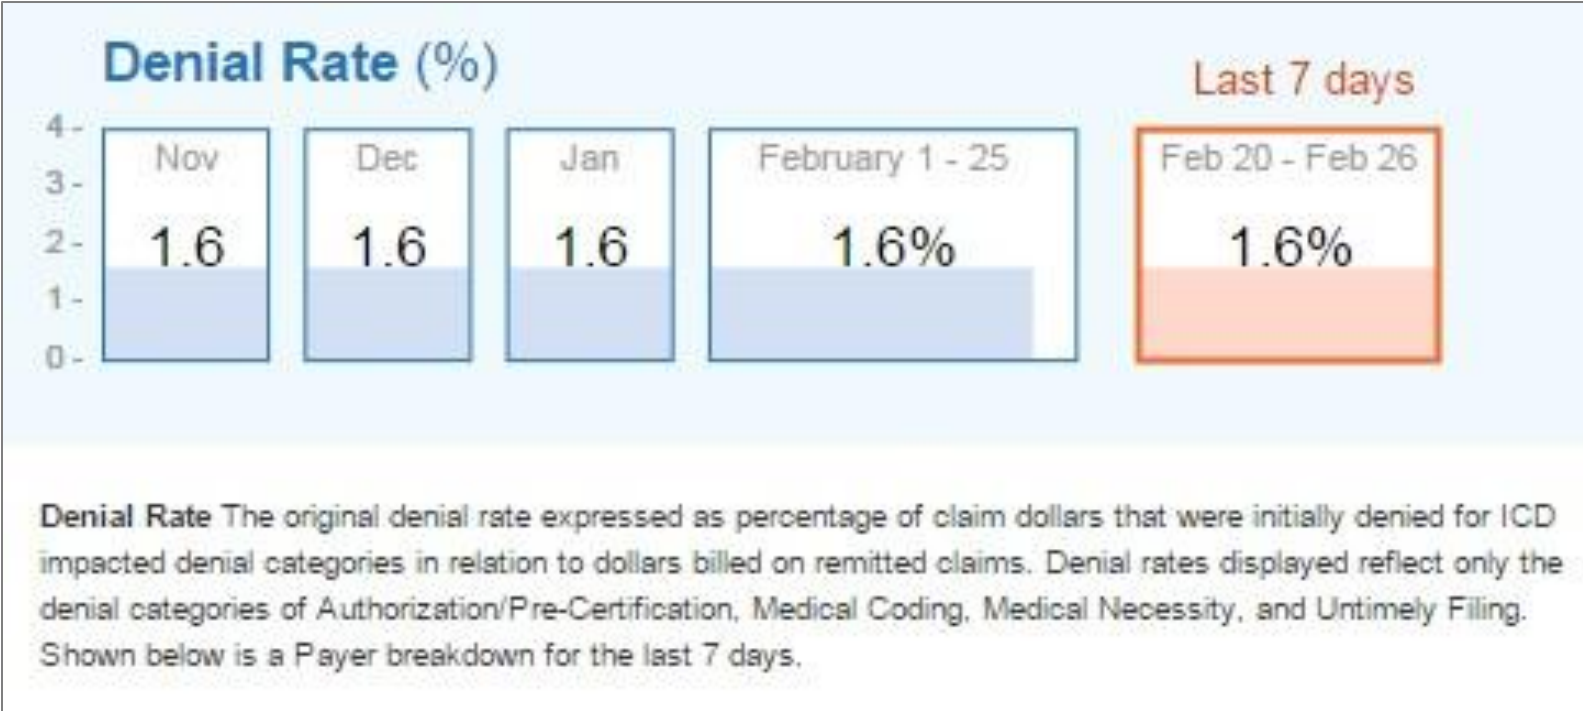 Denial Rate (%)
Last 7 days
4 -
3 -
2 -
1 -
0 -
Nov
1.6
Dec
1.6
Jan
1.6
February 1 - 25
1.6%
Feb 20 - Feb 26
1.6%
Denial Rate The original denial rate expressed as percentage of claim dollars that were initially denied for ICD
impacted denial categories in relation to dollars billed on remitted claims. Denial rates displayed reflect only the
denial categories of Authorization/Pre-Certification, Medical Coding, Medical Necessity, and Untimely Filing.
Shown below is a Payer breakdown for the last 7 days.